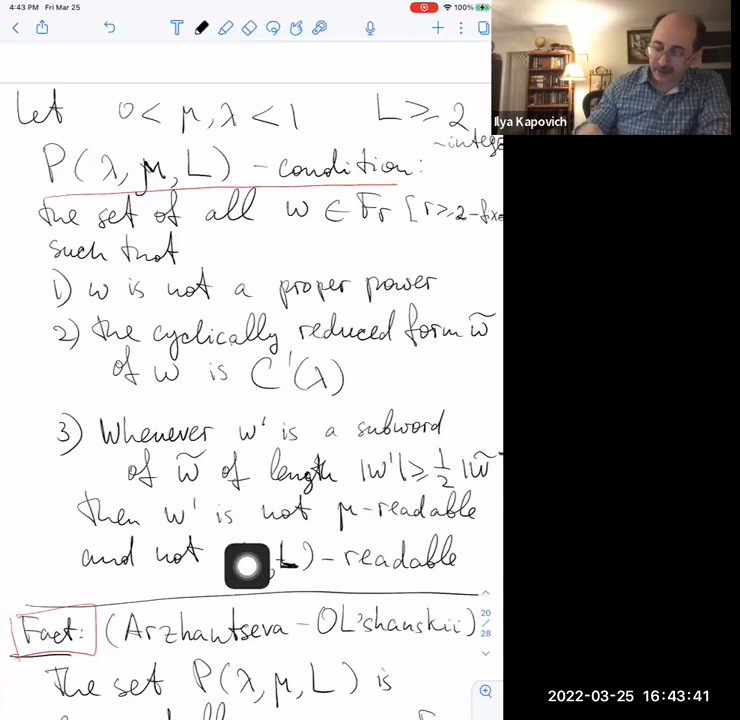 4:43 PM Fri Mar 25
100%
Let 0 < μ, λ < 1 L ≥ 2
- intege
P(λ, μ, L) - condition:
the set of all w ∈ Fr [r ≥ 2 - fixe
such that
1) w is not a proper power
2) the cyclically reduced form w̃
of w is C'(λ)
3) Whenever w' is a subword
of w̃ of length |w'| ≥ 1/2 |w̃
then w' is not μ-readable
and not , L) - readable
Fact: (Arzhantseva - OL'shanskii)
The set P(λ, μ, L) is
20
/
28
Ilya Kapovich
2022-03-25 16:43:41